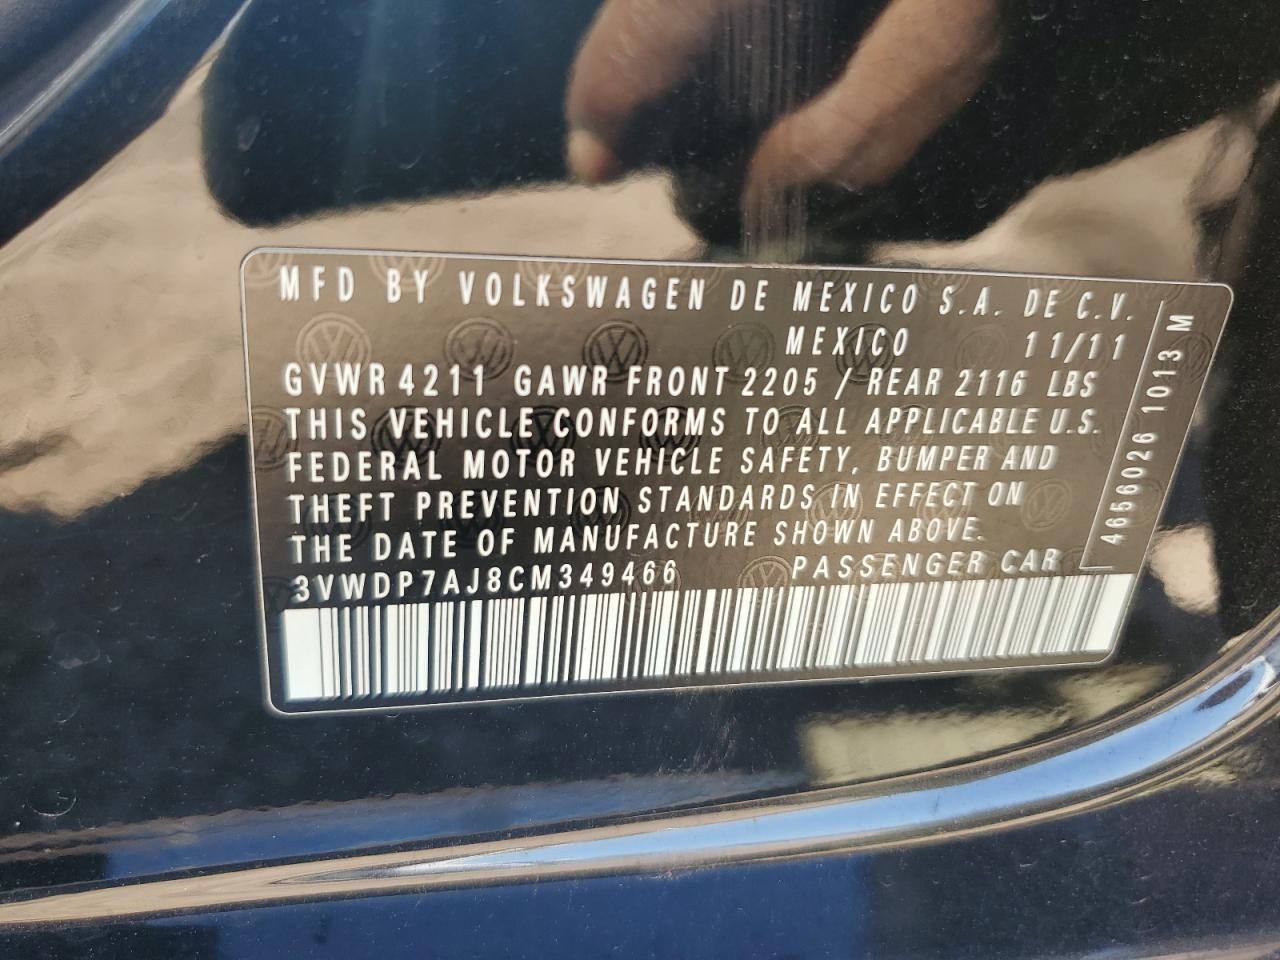 MFD BY VOLKSWAGEN DE MEXICO S.A. DE C.V.
MEXICO 11/11
GVWR 4211 GAWR FRONT 2205 / REAR 2116 LBS
THIS VEHICLE CONFORMS TO ALL APPLICABLE U.S.
FEDERAL MOTOR VEHICLE SAFETY, BUMPER AND
THEFT PREVENTION STANDARDS IN EFFECT ON
THE DATE OF MANUFACTURE SHOWN ABOVE.
3VWDP7AJ8CM349466 PASSENGER CAR
4656026 1013 M